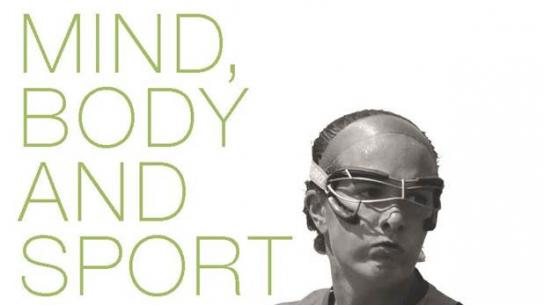 MIND,
BODY
AND
SPORT